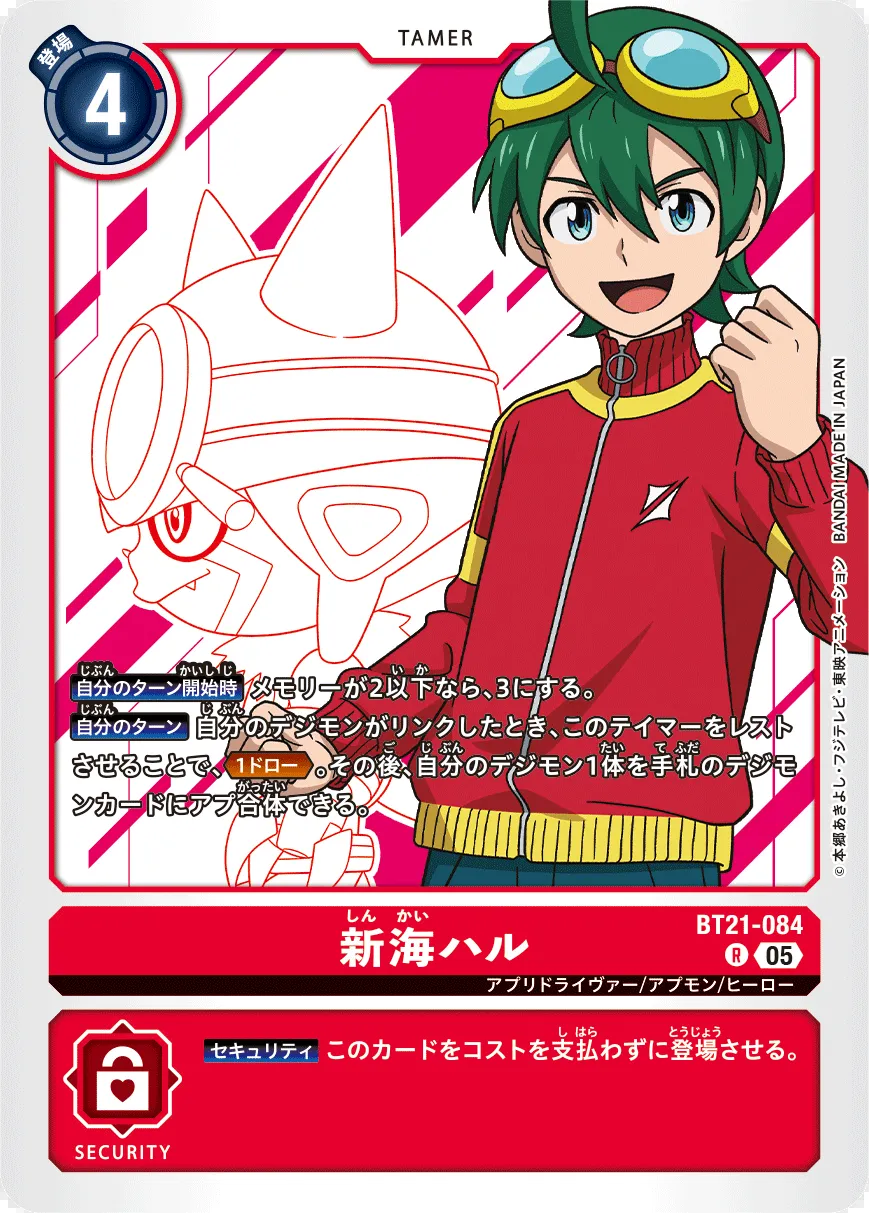 TAMER
登場
4
自分のターン開始時 メモリーが2以下なら、3にする。
自分のターン 自分のデジモンがリンクしたとき、このテイマーをレスト
させることで、1ドロー。その後、自分のデジモン1体を手札のデジモ
ンカードにアプ合体できる。
©本郷あきよし・フジテレビ・東映アニメーション BANDAI MADE IN JAPAN
しん かい
新海ハル
BT21-084
R 05
アプリドライヴァー/アプモン/ヒーロー
セキュリティ このカードをコストを支払わずに登場させる。
SECURITY